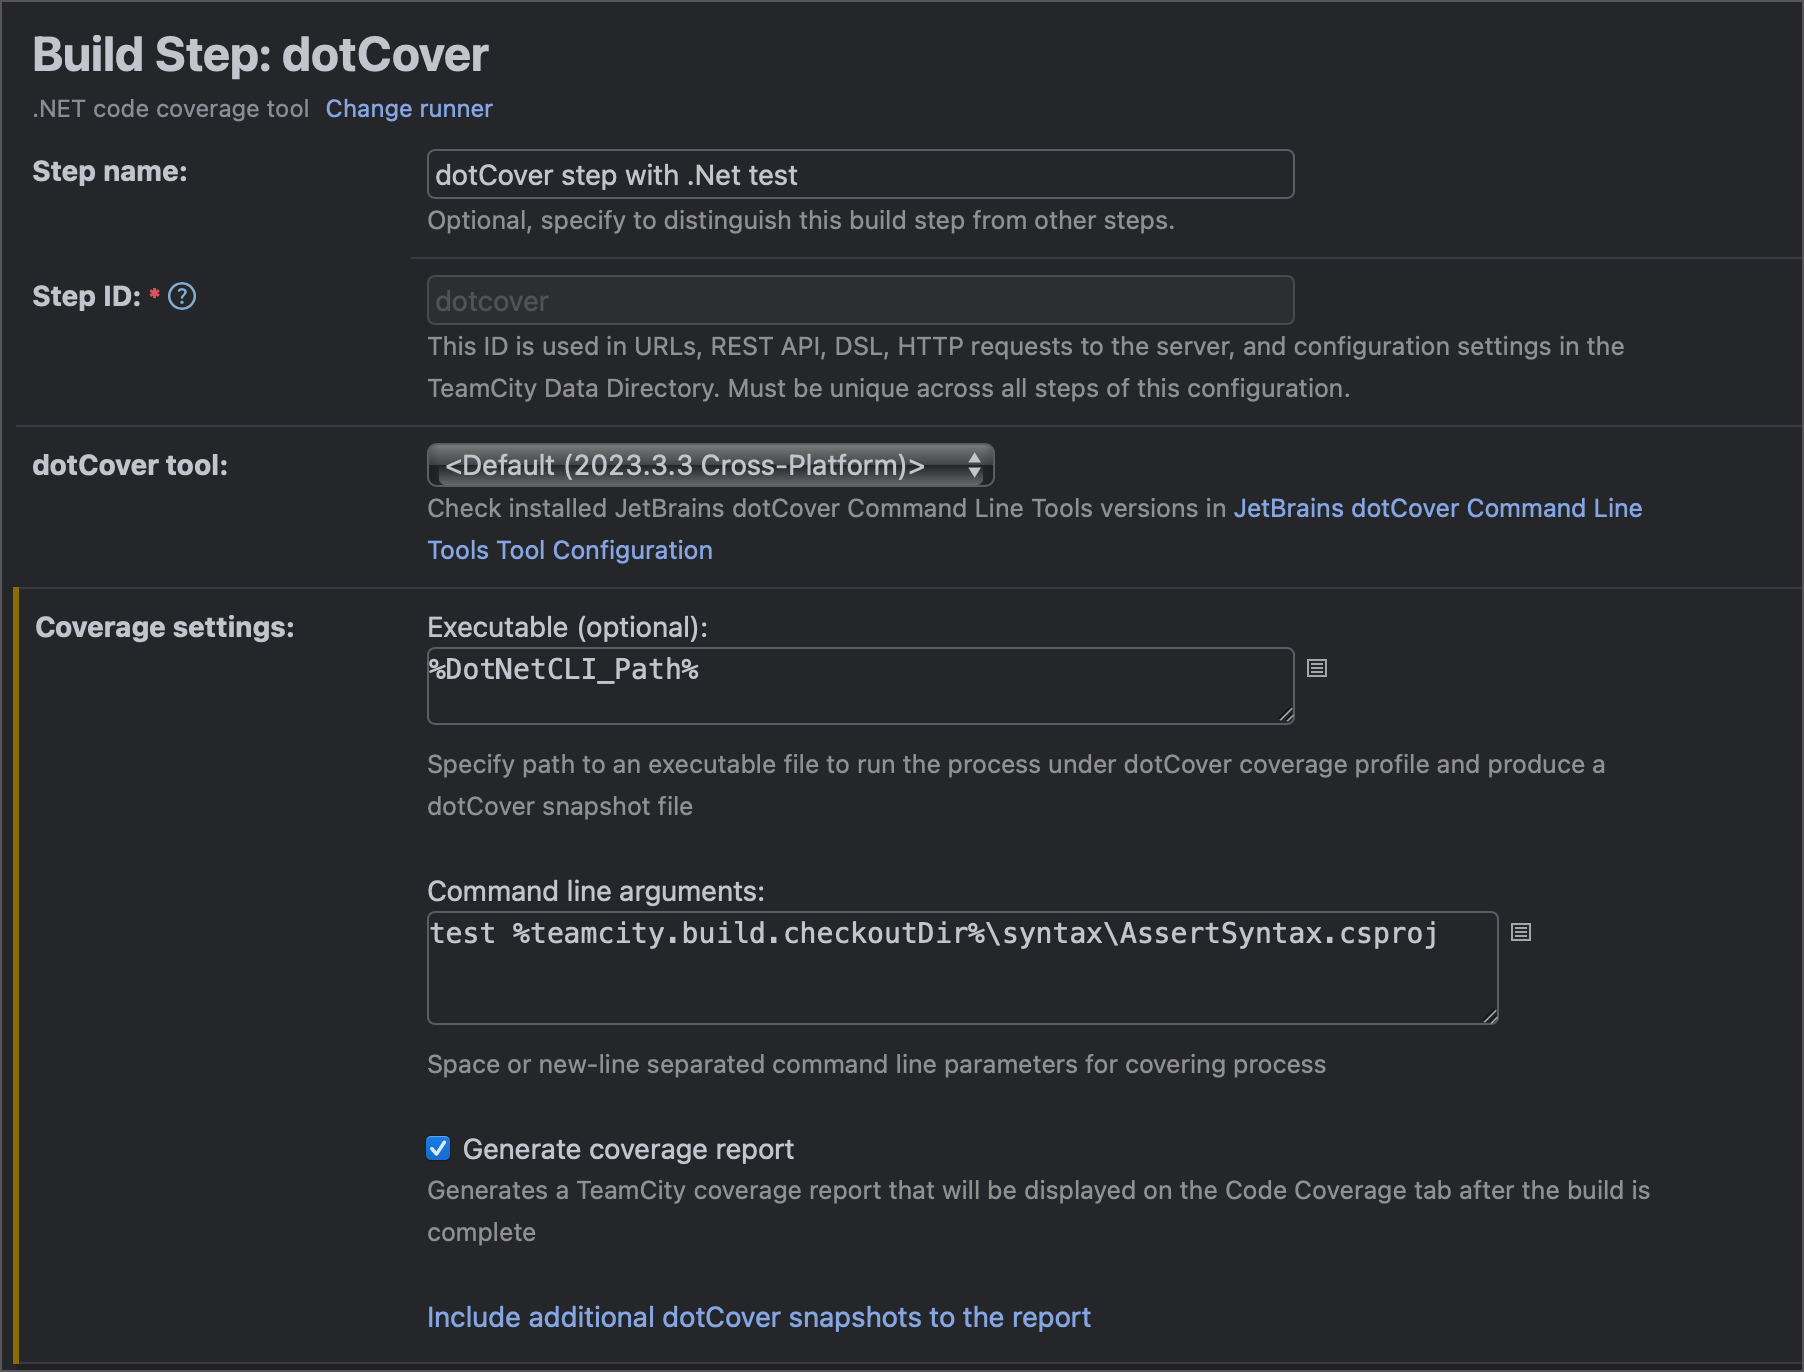 Build Step: dotCover
.NET code coverage tool Change runner
Step name:
dotCover step with .Net test
Optional, specify to distinguish this build step from other steps.
Step ID: * ?
dotcover
This ID is used in URLs, REST API, DSL, HTTP requests to the server, and configuration settings in the
TeamCity Data Directory. Must be unique across all steps of this configuration.
dotCover tool:
<Default (2023.3.3 Cross-Platform)>
Check installed JetBrains dotCover Command Line Tools versions in JetBrains dotCover Command Line
Tools Tool Configuration
Coverage settings:
Executable (optional):
%DotNetCLI_Path%
Specify path to an executable file to run the process under dotCover coverage profile and produce a
dotCover snapshot file
Command line arguments:
test %teamcity.build.checkoutDir%\syntax\AssertSyntax.csproj
Space or new-line separated command line parameters for covering process
Generate coverage report
Generates a TeamCity coverage report that will be displayed on the Code Coverage tab after the build is
complete
Include additional dotCover snapshots to the report